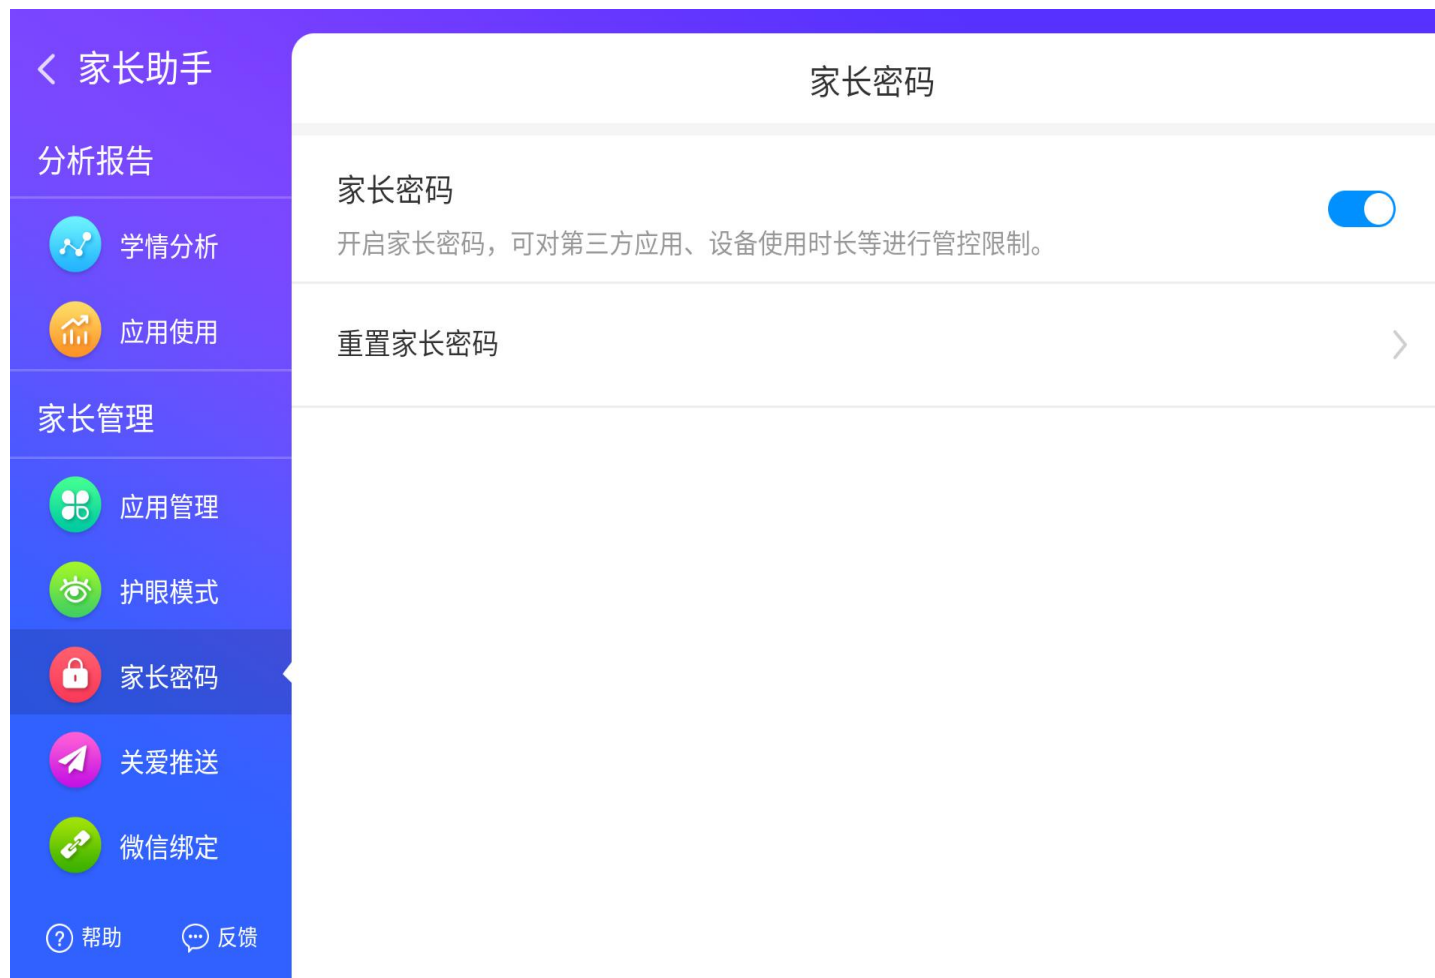 家长助手
分析报告
学情分析
应用使用
家长管理
应用管理
护眼模式
家长密码
关爱推送
微信绑定
帮助
反馈
家长密码
家长密码
开启家长密码，可对第三方应用、设备使用时长等进行管控限制。
重置家长密码